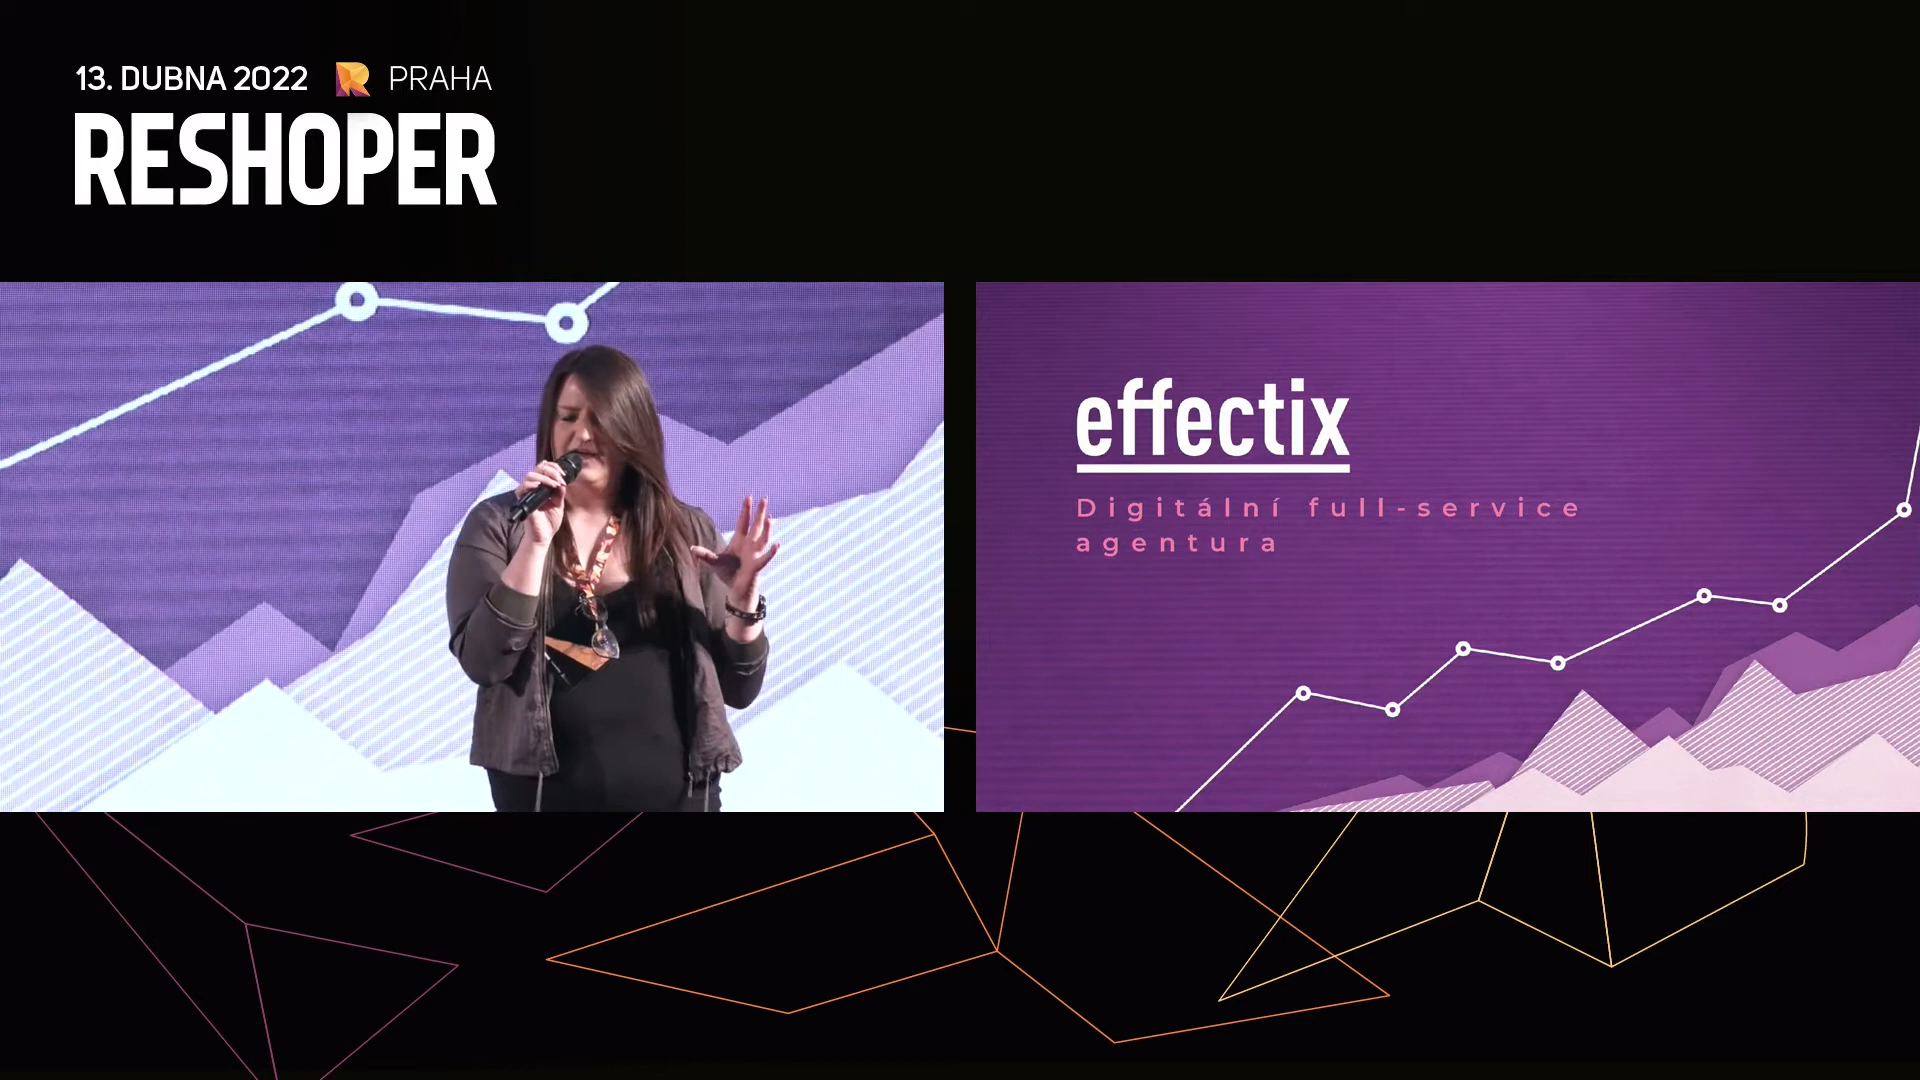 13. DUBNA 2022 PRAHA
RESHOPER
effectix
Digitální full-service
agentura